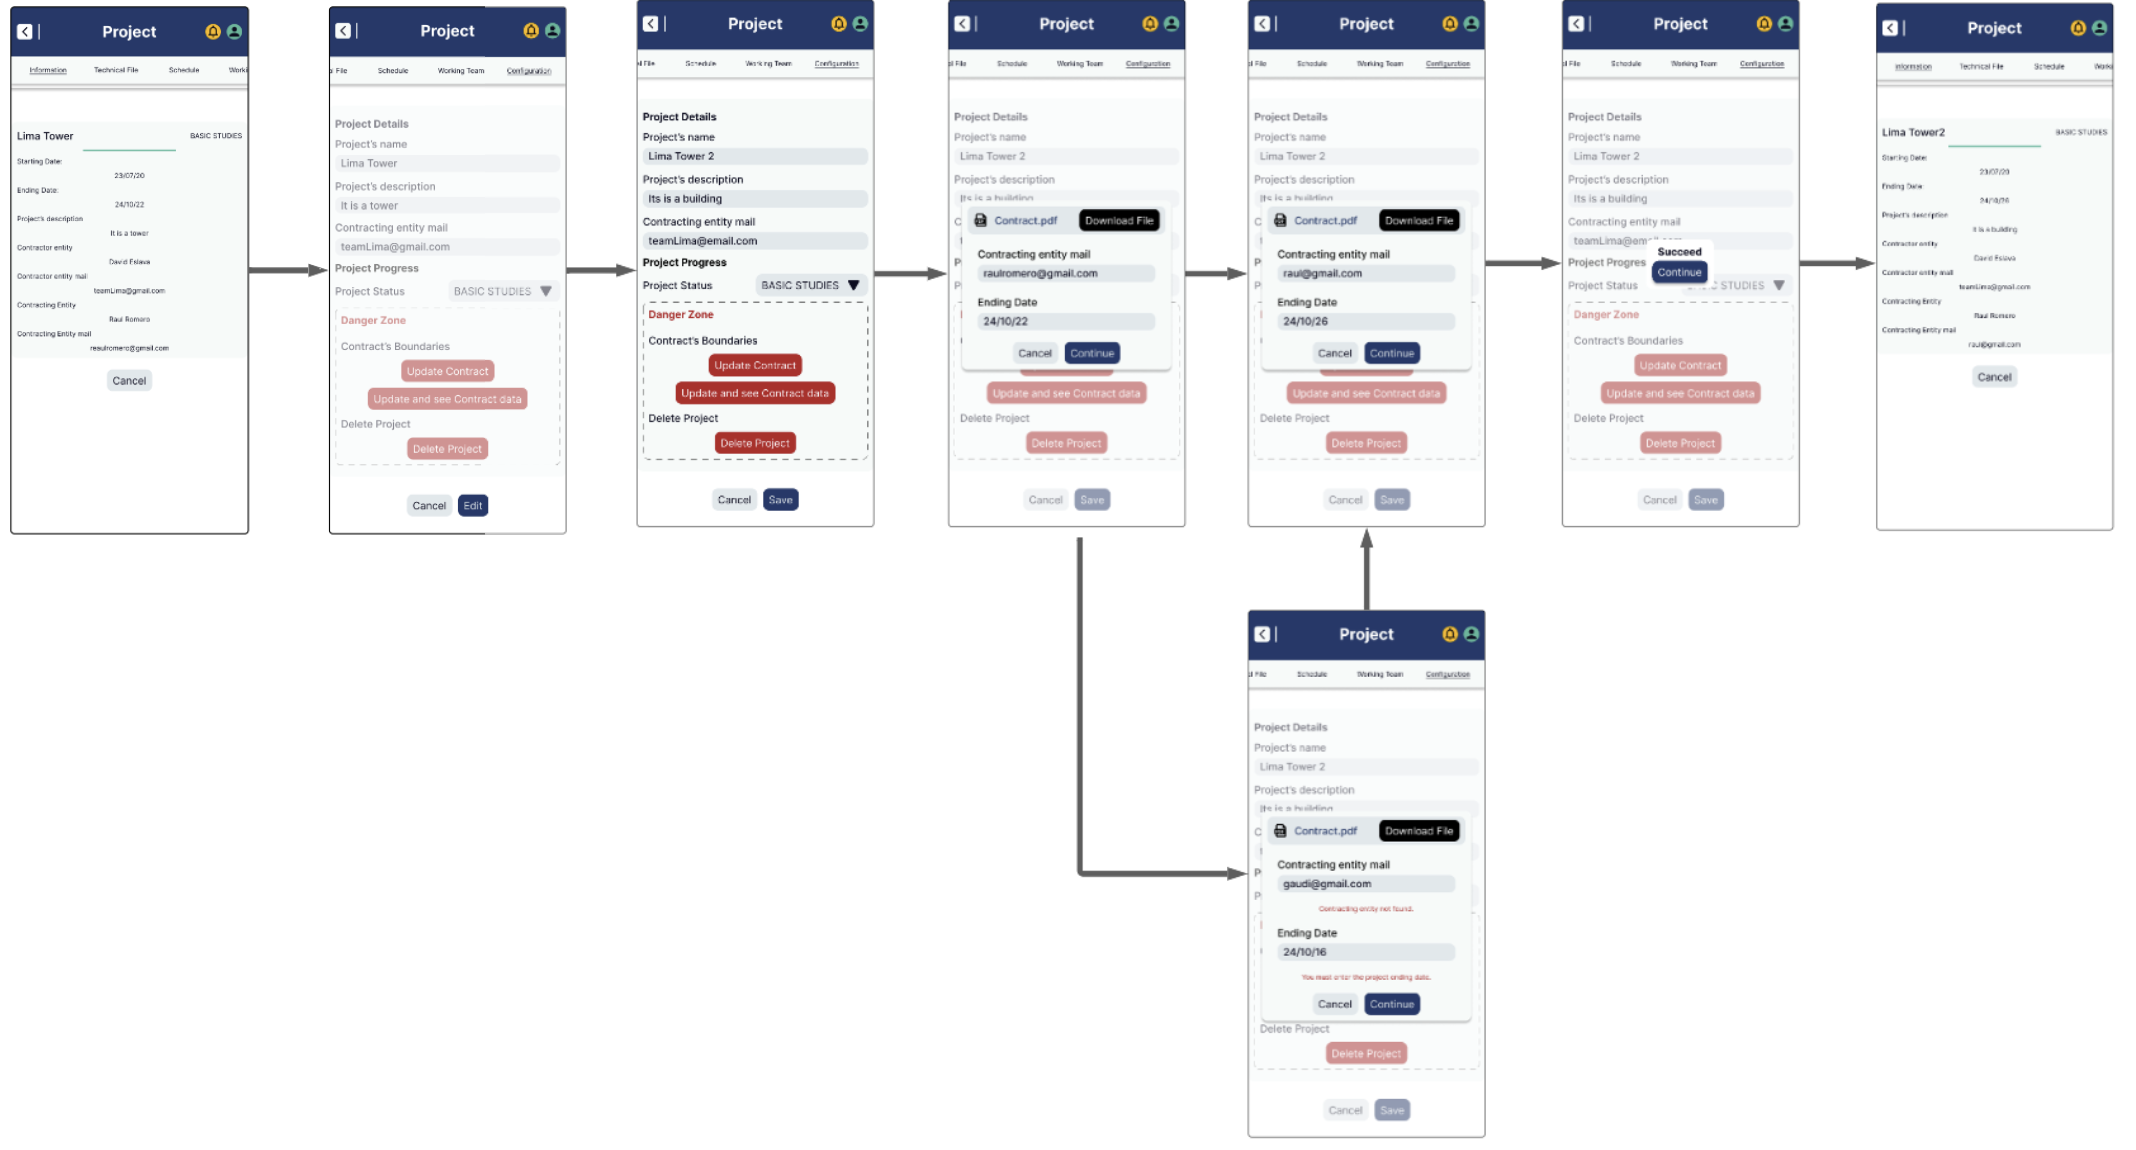 Project
Information Technical File Schedule Worki
Lima Tower BASIC STUDIES
Starting Date:
23/07/20
Ending Date:
24/10/22
Project's description
It is a tower
Contractor entity
David Eslava
Contractor entity mail
teamLima@gmail.com
Contracting Entity
Raul Romero
Contracting Entity mail
reaulromero@gmail.com
Cancel
Project
al File Schedule Working Team Configuration
Project Details
Project's name
Lima Tower
Project's description
It is a tower
Contracting entity mail
teamLima@gmail.com
Project Progress
Project Status BASIC STUDIES
Danger Zone
Contract's Boundaries
Update Contract
Update and see Contract data
Delete Project
Delete Project
Cancel Edit
Project
al File Schedule Working Team Configuration
Project Details
Project's name
Lima Tower 2
Project's description
Its is a building
Contracting entity mail
teamLima@email.com
Project Progress
Project Status BASIC STUDIES
Danger Zone
Contract's Boundaries
Update Contract
Update and see Contract data
Delete Project
Delete Project
Cancel Save
Project
al File Schedule Working Team Configuration
Project Details
Project's name
Lima Tower 2
Project's description
Its is a building
Contract.pdf Download File
Contracting entity mail
raulromero@gmail.com
Ending Date
24/10/22
Cancel Continue
Update and see Contract data
Delete Project
Delete Project
Cancel Save
Project
al File Schedule Working Team Configuration
Project Details
Project's name
Lima Tower 2
Project's description
Its is a building
Contract.pdf Download File
Contracting entity mail
raul@gmail.com
Ending Date
24/10/26
Cancel Continue
Update and see Contract data
Delete Project
Delete Project
Cancel Save
Project
al File Schedule Working Team Configuration
Project Details
Project's name
Lima Tower 2
Project's description
Its is a building
Contracting entity mail
teamLima@em
Succeed
Project Progres Continue
Project Status C STUDIES
Danger Zone
Contract's Boundaries
Update Contract
Update and see Contract data
Delete Project
Delete Project
Cancel Save
Project
Information Technical File Schedule Worki
Lima Tower2 BASIC STUDIES
Starting Date:
23/07/20
Ending Date
24/10/26
Project's description
It is a building
Contractor entity
David Eslava
Contractor entity mail
teamLima@gmail.com
Contracting Entity
Raul Romero
Contracting Entity mail
raul@gmail.com
Cancel
Project
al File Schedule Working Team Configuration
Project Details
Project's name
Lima Tower 2
Project's description
Its is a building
Contract.pdf Download File
Contracting entity mail
gaudi@gmail.com
Contracting entity not found.
Ending Date
24/10/16
You must enter the project ending date.
Cancel Continue
Delete Project
Delete Project
Cancel Save